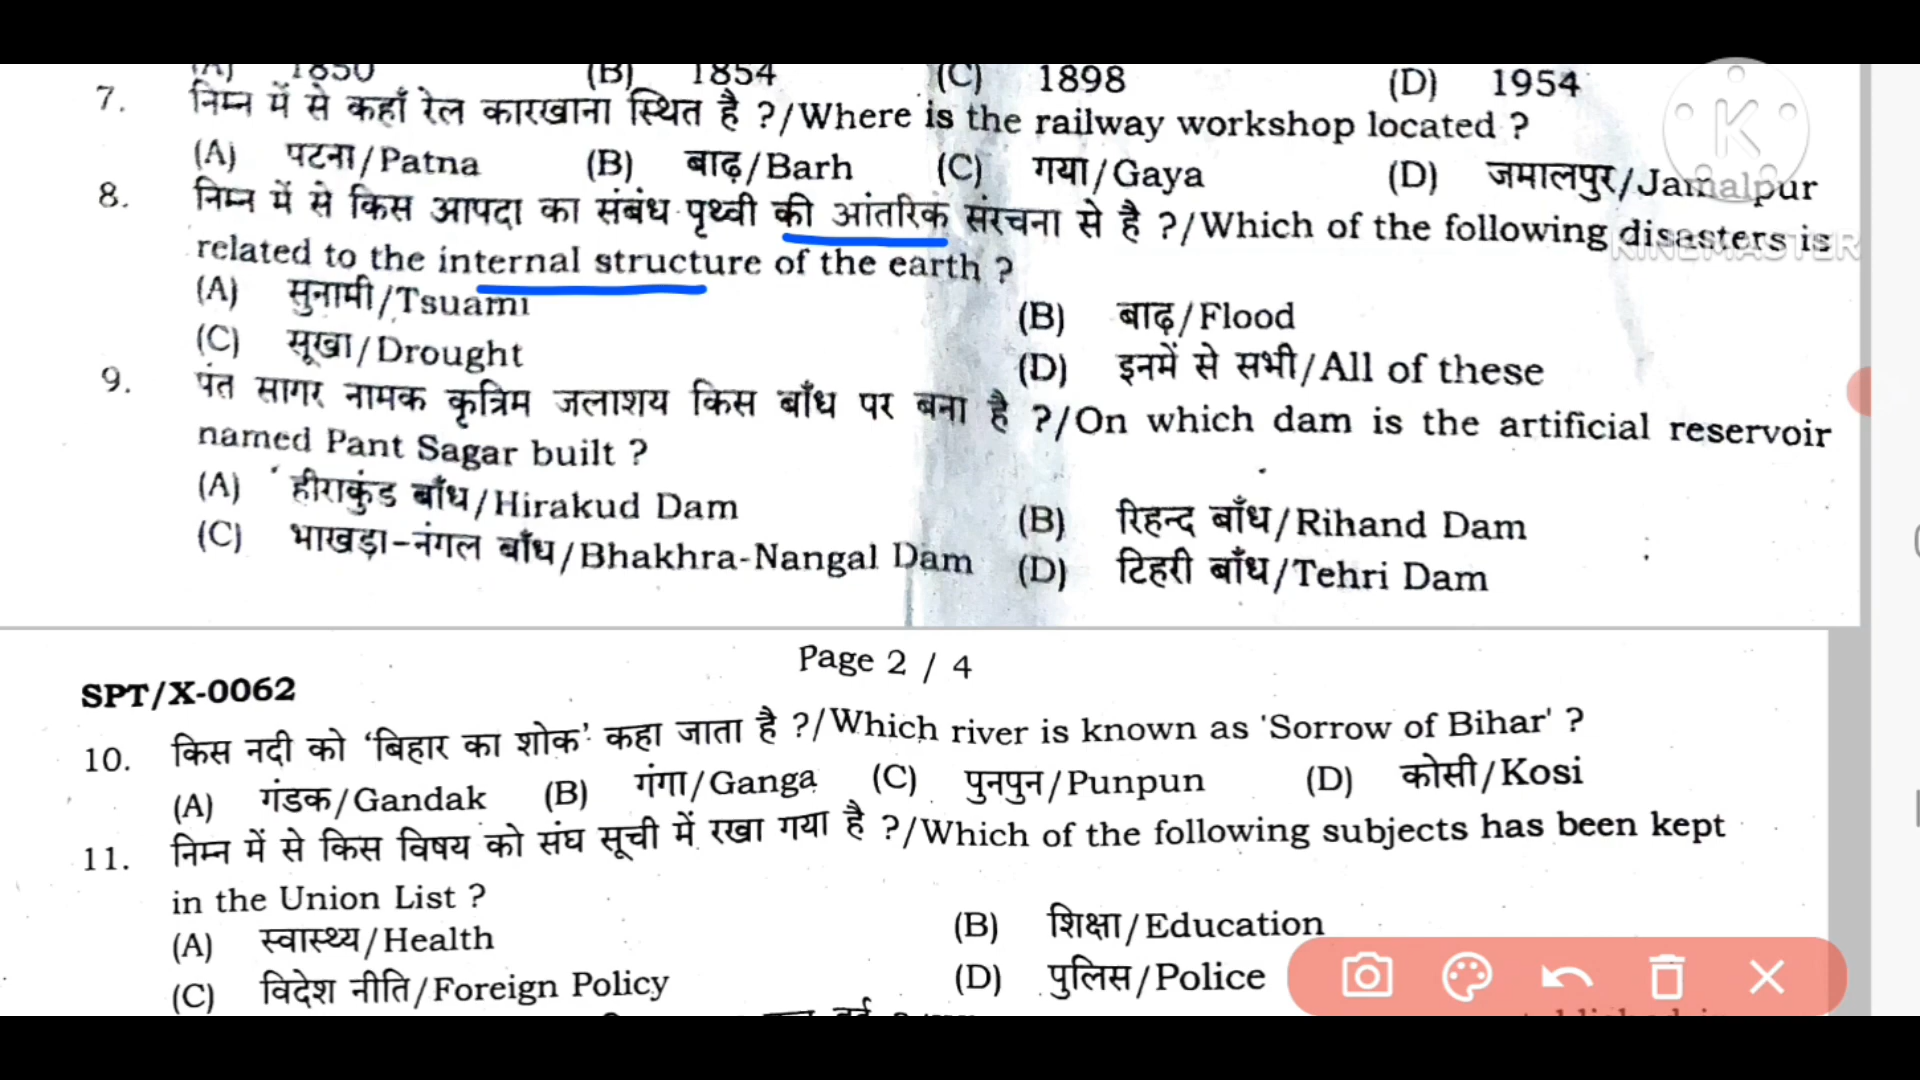 (A) 1850 (B) 1854 (C) 1898 (D) 1954
7. निम्न में से कहाँ रेल कारखाना स्थित है ?/Where is the railway workshop located ?
(A) पटना/Patna (B) बाढ़/Barh (C) गया/Gaya (D) जमालपुर/Jamalpur
8. निम्न में से किस आपदा का संबंध पृथ्वी की आंतरिक संरचना से है ?/Which of the following disasters is
KINEMASTER
related to the internal structure of the earth ?
(A) सुनामी/Tsuami (B) बाढ़/Flood
(C) सूखा/Drought (D) इनमें से सभी/All of these
9. पंत सागर नामक कृत्रिम जलाशय किस बाँध पर बना है ?/On which dam is the artificial reservoir
named Pant Sagar built ?
(A) हीराकुंड बाँध/Hirakud Dam (B) रिहन्द बाँध/Rihand Dam
(C) भाखड़ा-नंगल बाँध/Bhakhra-Nangal Dam (D) टिहरी बाँध/Tehri Dam
Page 2 / 4
SPT/X-0062
10. किस नदी को ‘बिहार का शोक’ कहा जाता है ?/Which river is known as 'Sorrow of Bihar' ?
(A) गंडक/Gandak (B) गंगा/Ganga (C) पुनपुन/Punpun (D) कोसी/Kosi
11. निम्न में से किस विषय को संघ सूची में रखा गया है ?/Which of the following subjects has been kept
in the Union List ?
(A) स्वास्थ्य/Health (B) शिक्षा/Education
(C) विदेश नीति/Foreign Policy (D) पुलिस/Police